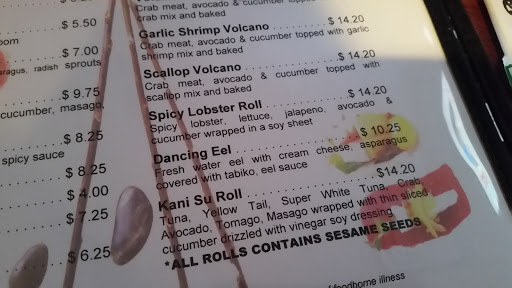 $ 5.50
oom
$ 7.00
aragus, radish sprouts
$ 9.75
cucumber, masago,
$ 8.25
spicy sauce
$ 8.25
$ 4.00
$ 7.25
$ 6.25
Crab meat, avocado & cucumber topped
crab mix and baked
Garlic Shrimp Volcano $ 14.20
Crab meat, avocado & cucumber topped with garlic
shrimp mix and baked
Scallop Volcano $ 14.20
Crab meat, avocado & cucumber topped with
scallop mix and baked
Spicy Lobster Roll $ 14.20
Spicy lobster, lettuce, jalapeno, avocado &
cucumber wrapped in a soy sheet
Dancing Eel $ 10.25
Fresh water eel with cream cheese, asparagus
covered with tabiko, eel sauce
Kani Su Roll $14.20
Tuna, Yellow Tail, Super White Tuna, Crab,
Avocado, Tomago, Masago wrapped with thin sliced
cucumber drizzled with vinegar soy dressing
*ALL ROLLS CONTAINS SESAME SEEDS
foodborne illness